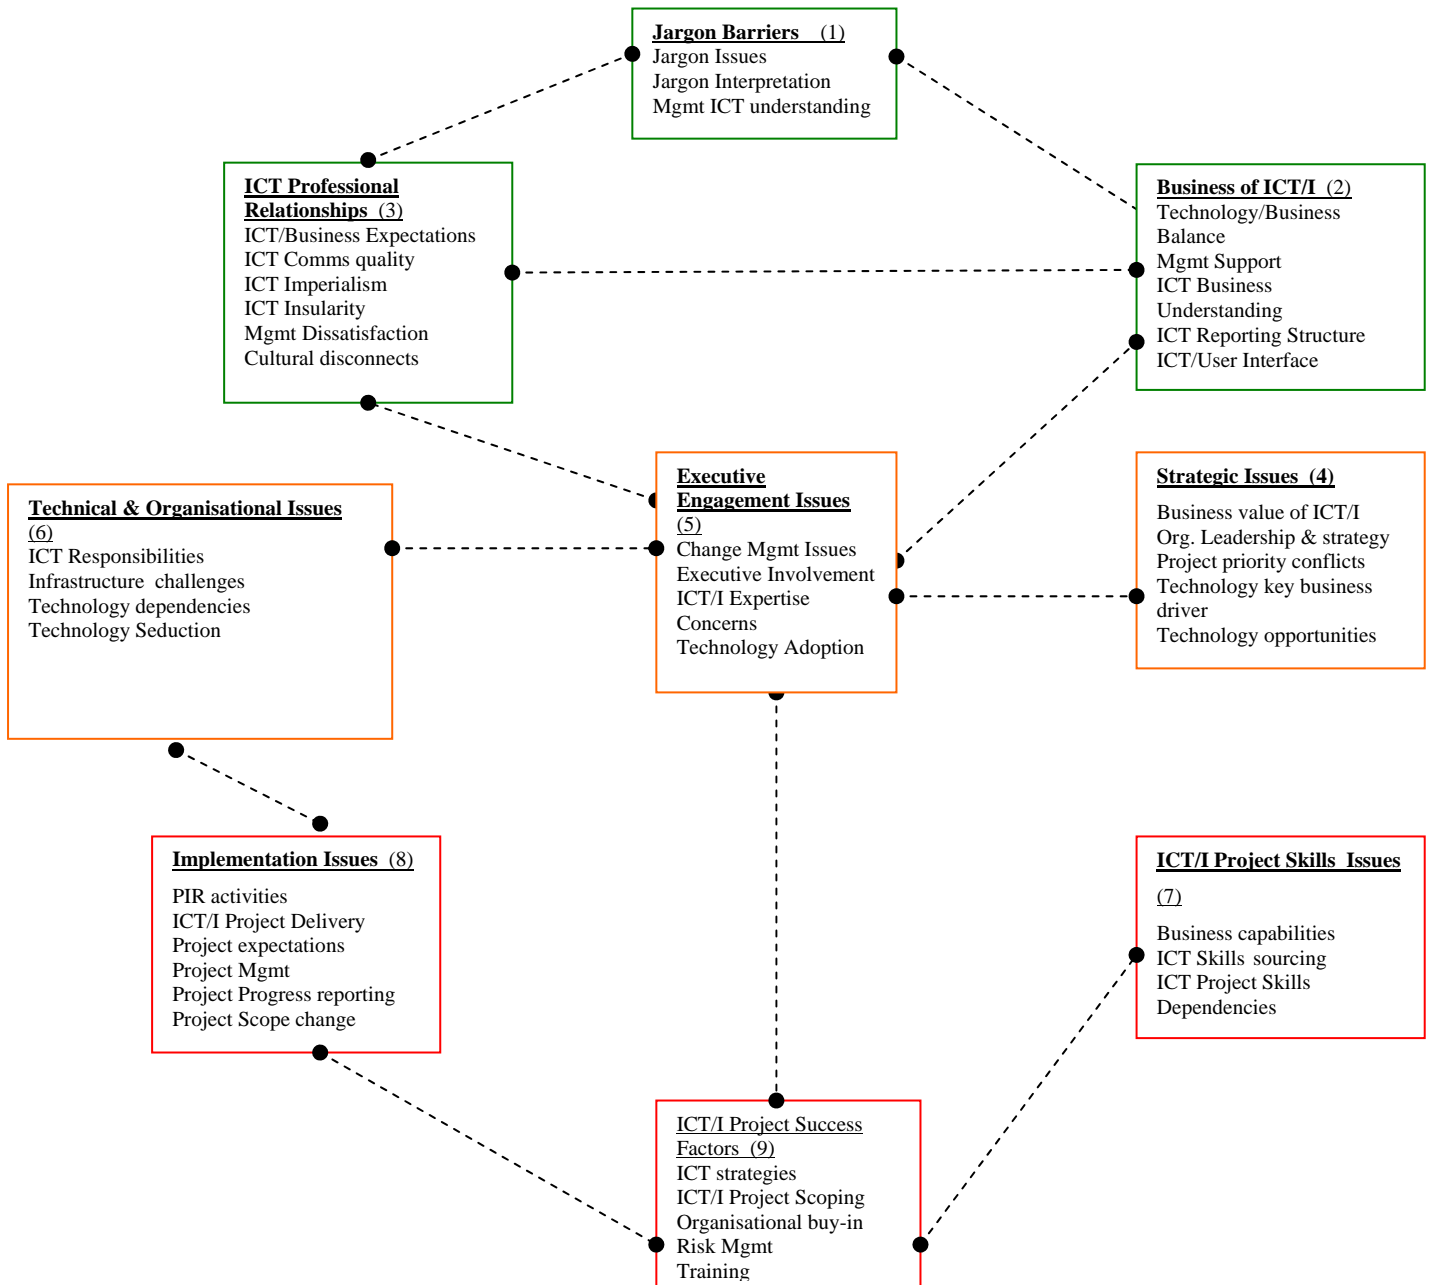 Jargon Barriers (1)
Jargon Issues
Jargon Interpretation
Mgmt ICT understanding
ICT Professional
Relationships (3)
ICT/Business Expectations
ICT Comms quality
ICT Imperialism
ICT Insularity
Mgmt Dissatisfaction
Cultural disconnects
Business of ICT/I (2)
Technology/Business
Balance
Mgmt Support
ICT Business
Understanding
ICT Reporting Structure
ICT/User Interface
Technical & Organisational Issues
(6)
ICT Responsibilities
Infrastructure challenges
Technology dependencies
Technology Seduction
Executive
Engagement Issues
(5)
Change Mgmt Issues
Executive Involvement
ICT/I Expertise
Concerns
Technology Adoption
Strategic Issues (4)
Business value of ICT/I
Org. Leadership & strategy
Project priority conflicts
Technology key business
driver
Technology opportunities
Implementation Issues (8)
PIR activities
ICT/I Project Delivery
Project expectations
Project Mgmt
Project Progress reporting
Project Scope change
ICT/I Project Skills Issues
(7)
Business capabilities
ICT Skills sourcing
ICT Project Skills
Dependencies
ICT/I Project Success
Factors (9)
ICT strategies
ICT/I Project Scoping
Organisational buy-in
Risk Mgmt
Training